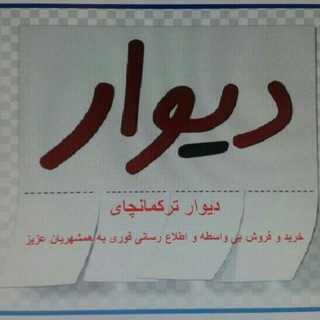 دیوار
دیوار ترکمانچای
خرید و فروش بی واسطه و اطلاع رسانی فوری به همشهریان عزیز